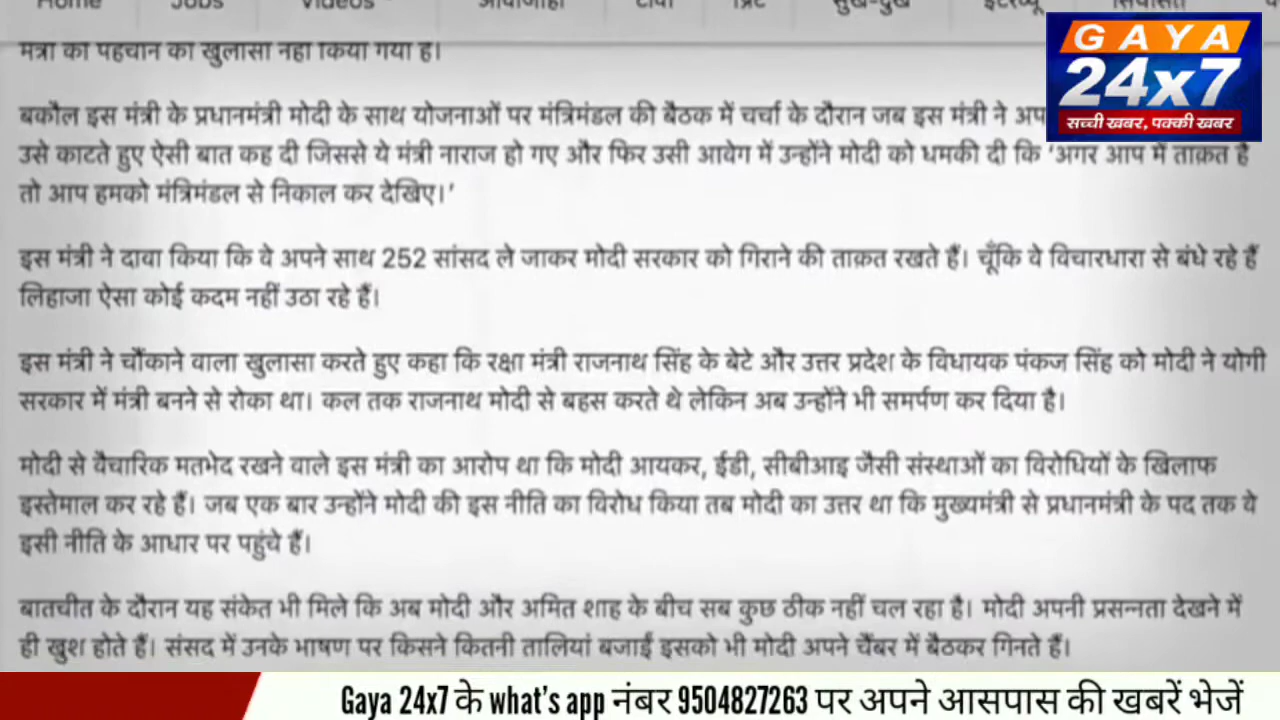 Home Jobs Videos आवाजाही टीवी प्रिंट सुख-दुख इंटरव्यू सियासत
मंत्री की पहचान का खुलासा नहीं किया गया है।
GAYA
24x7
सच्ची खबर, पक्की खबर
बकौल इस मंत्री के प्रधानमंत्री मोदी के साथ योजनाओं पर मंत्रिमंडल की बैठक में चर्चा के दौरान जब इस मंत्री ने अप
उसे काटते हुए ऐसी बात कह दी जिससे ये मंत्री नाराज हो गए और फिर उसी आवेग में उन्होंने मोदी को धमकी दी कि 'अगर आप में ताक़त है
तो आप हमको मंत्रिमंडल से निकाल कर देखिए।'
इस मंत्री ने दावा किया कि वे अपने साथ 252 सांसद ले जाकर मोदी सरकार को गिराने की ताक़त रखते हैं। चूँकि वे विचारधारा से बंधे रहे हैं
लिहाजा ऐसा कोई कदम नहीं उठा रहे हैं।
इस मंत्री ने चौंकाने वाला खुलासा करते हुए कहा कि रक्षा मंत्री राजनाथ सिंह के बेटे और उत्तर प्रदेश के विधायक पंकज सिंह को मोदी ने योगी
सरकार में मंत्री बनने से रोका था। कल तक राजनाथ मोदी से बहस करते थे लेकिन अब उन्होंने भी समर्पण कर दिया है।
मोदी से वैचारिक मतभेद रखने वाले इस मंत्री का आरोप था कि मोदी आयकर, ईडी, सीबीआइ जैसी संस्थाओं का विरोधियों के खिलाफ
इस्तेमाल कर रहे हैं। जब एक बार उन्होंने मोदी की इस नीति का विरोध किया तब मोदी का उत्तर था कि मुख्यमंत्री से प्रधानमंत्री के पद तक वे
इसी नीति के आधार पर पहुंचे हैं।
बातचीत के दौरान यह संकेत भी मिले कि अब मोदी और अमित शाह के बीच सब कुछ ठीक नहीं चल रहा है। मोदी अपनी प्रसन्नता देखने में
ही खुश होते हैं। संसद में उनके भाषण पर किसने कितनी तालियां बजाईं इसको भी मोदी अपने चैंबर में बैठकर गिनते हैं।
Gaya 24x7 के what's app नंबर 9504827263 पर अपने आसपास की खबरें भेजें